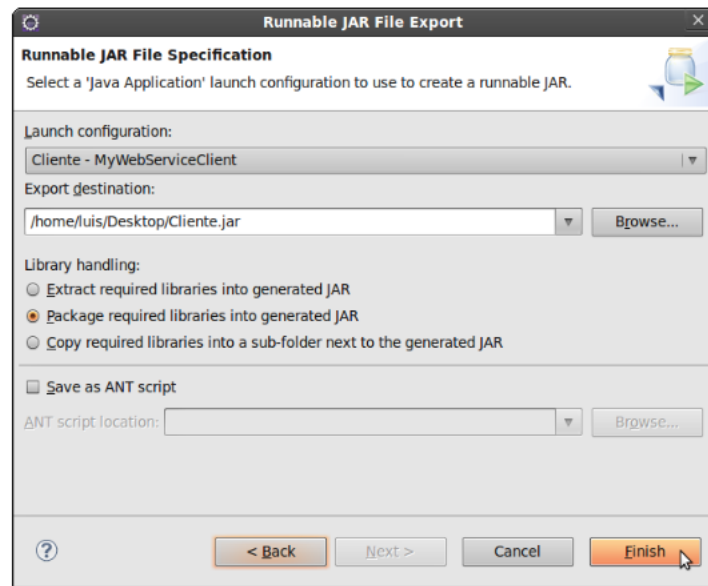 Runnable JAR File Export
Runnable JAR File Specification
Select a 'Java Application' launch configuration to use to create a runnable JAR.
Launch configuration:
Cliente - MyWebServiceClient
Export destination:
/home/luis/Desktop/Cliente.jar
Browse...
Library handling:
Extract required libraries into generated JAR
Package required libraries into generated JAR
Copy required libraries into a sub-folder next to the generated JAR
Save as ANT script
ANT script location:
Browse...
< Back
Next >
Cancel
Finish